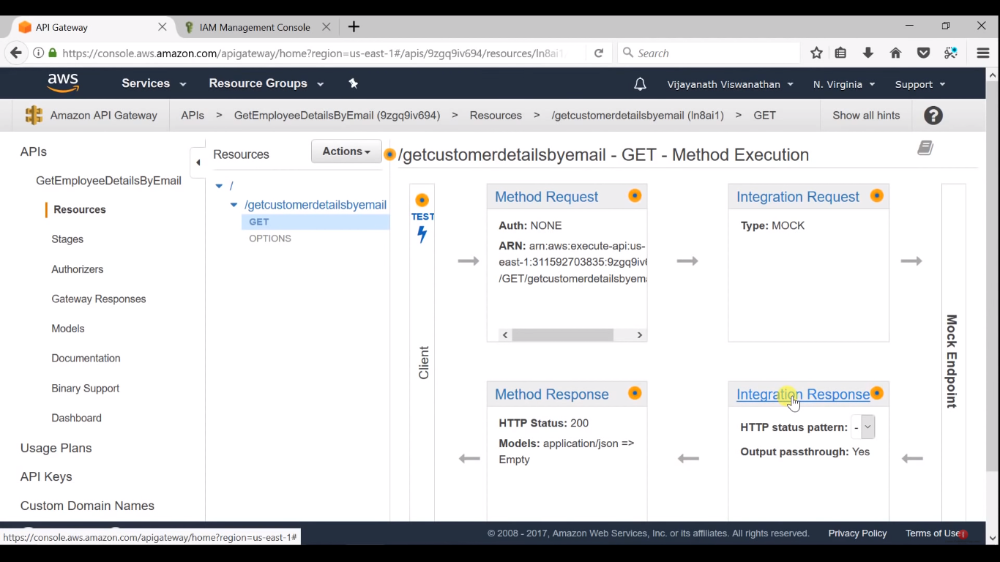 API Gateway
IAM Management Console
https://console.aws.amazon.com/apigateway/home?region=us-east-1#/apis/9zgq9iv694/resources/ln8ai1
Search
aws
Services
Resource Groups
Vijayanath Viswanathan
N. Virginia
Support
Amazon API Gateway
APIs > GetEmployeeDetailsByEmail (9zgq9iv694) > Resources > /getcustomerdetailsbyemail (ln8ai1) > GET
Show all hints
?
APIs
GetEmployeeDetailsByEmail
Resources
Stages
Authorizers
Gateway Responses
Models
Documentation
Binary Support
Dashboard
Usage Plans
API Keys
Custom Domain Names
Resources
Actions
/
/getcustomerdetailsbyemail
GET
OPTIONS
/getcustomerdetailsbyemail - GET - Method Execution
TEST
Client
Method Request
Auth: NONE
ARN: arn:aws:execute-api:us-
east-1:311592703835:9zgq9iv6
/GET/getcustomerdetailsbyema
Integration Request
Type: MOCK
Mock Endpoint
Method Response
HTTP Status: 200
Models: application/json =>
Empty
Integration Response
HTTP status pattern: -
Output passthrough: Yes
https://console.aws.amazon.com/apigateway/home?region=us-east-1#
© 2008 - 2017, Amazon Web Services, Inc. or its affiliates. All rights reserved.
Privacy Policy
Terms of Use